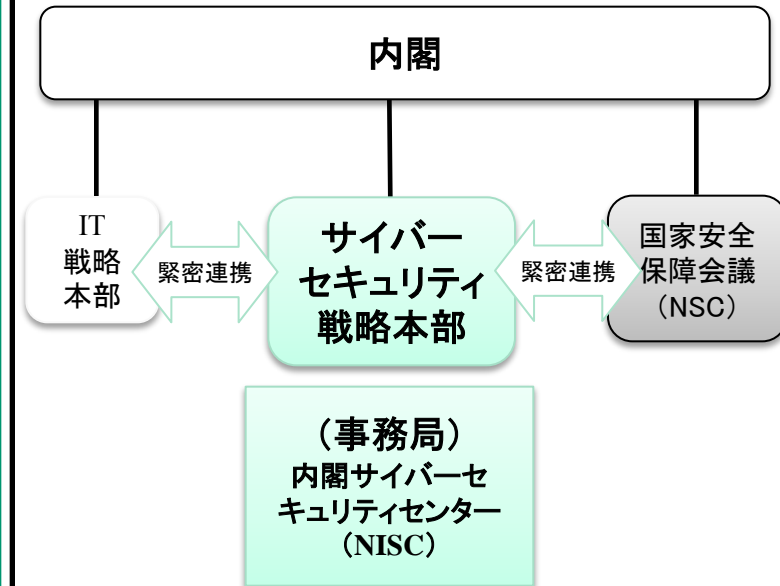 内閣
IT
戦略
本部
緊密連携
サイバー
セキュリティ
戦略本部
緊密連携
国家安全
保障会議
（NSC）
（事務局）
内閣サイバーセ
キュリティセンター
（NISC）